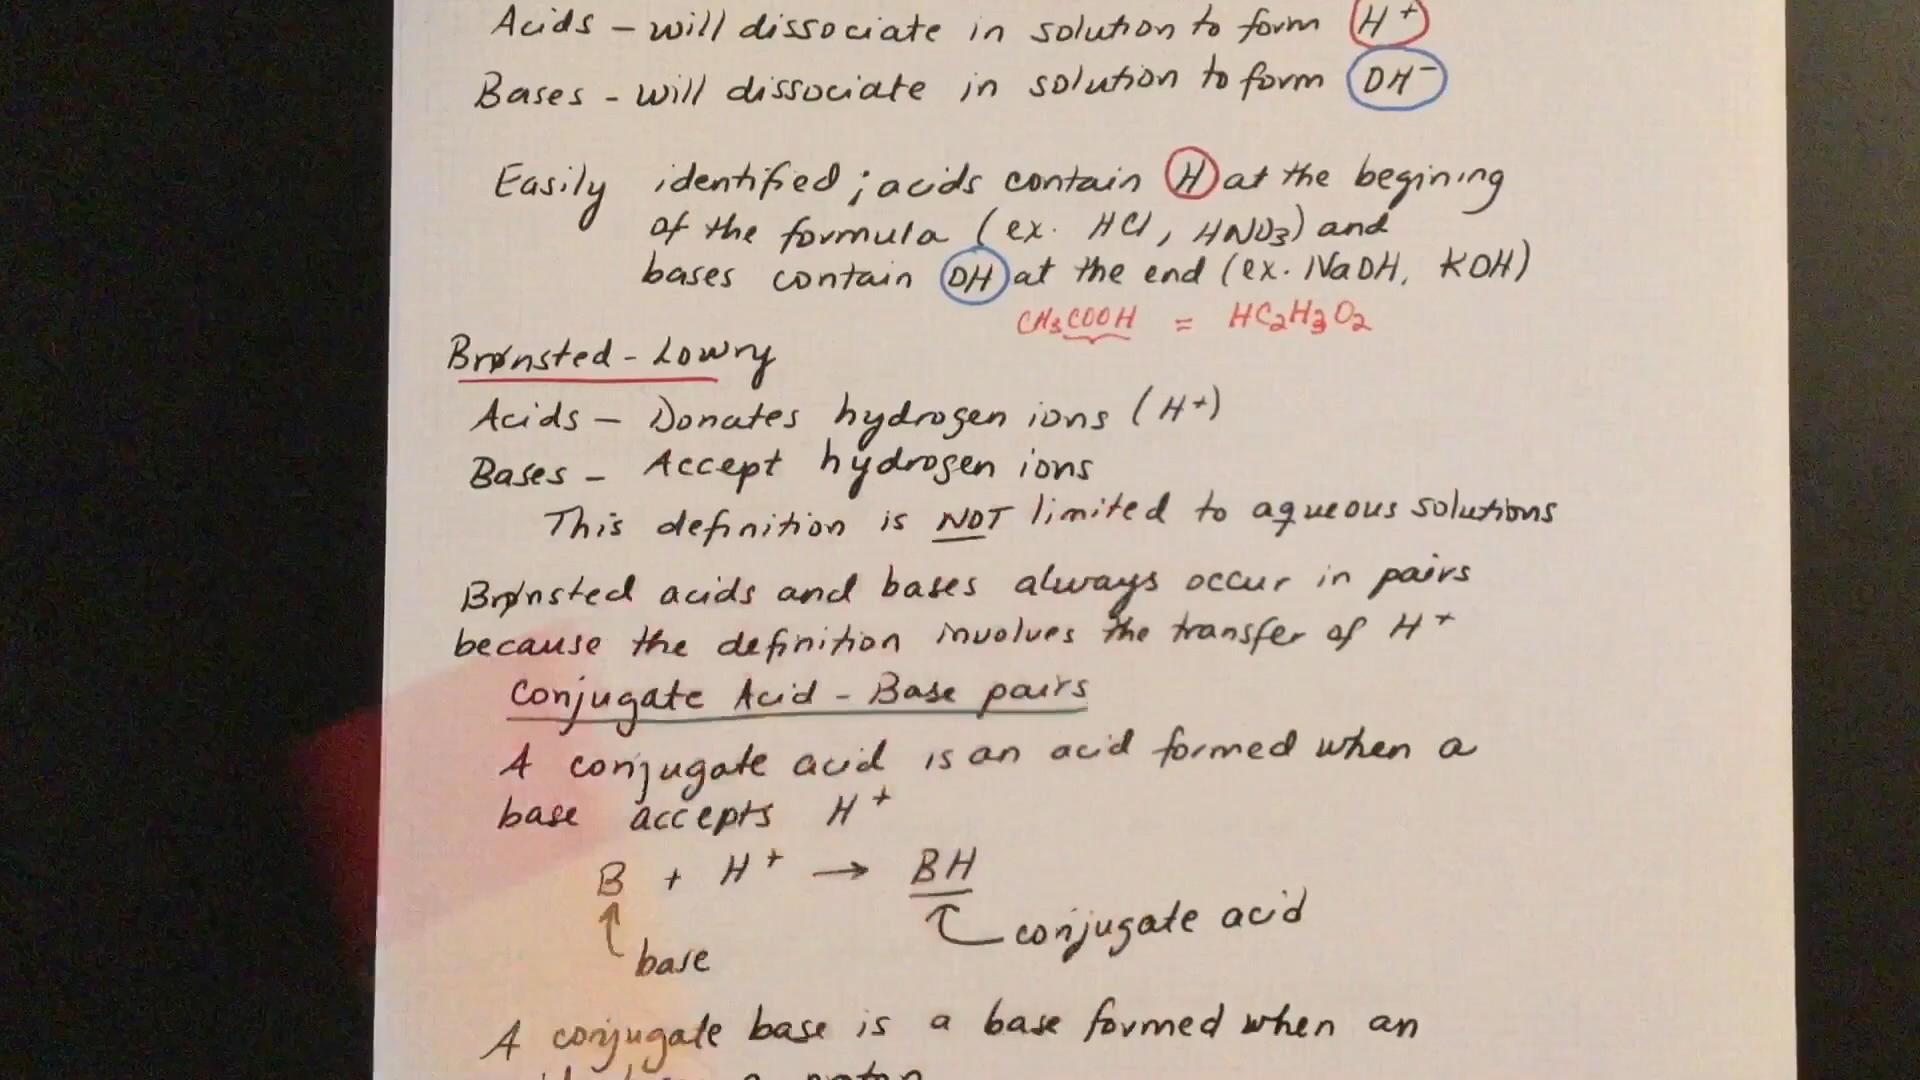 Acids - will dissociate in solution to form H+
Bases - will dissociate in solution to form OH-
Easily identified; acids contain H at the begining
of the formula (ex. HCl, HNO3) and
bases contain OH at the end (ex. NaOH, KOH)
CH3COOH = HC2H3O2
Brønsted - Lowry
Acids - Donates hydrogen ions (H+)
Bases - Accept hydrogen ions
This definition is NOT limited to aqueous solutions
Brønsted acids and bases always occur in pairs
because the definition involves the transfer of H+
Conjugate Acid - Base pairs
A conjugate acid is an acid formed when a
base accepts H+
B + H+ → BH
conjugate acid
base
A conjugate base is a base formed when an